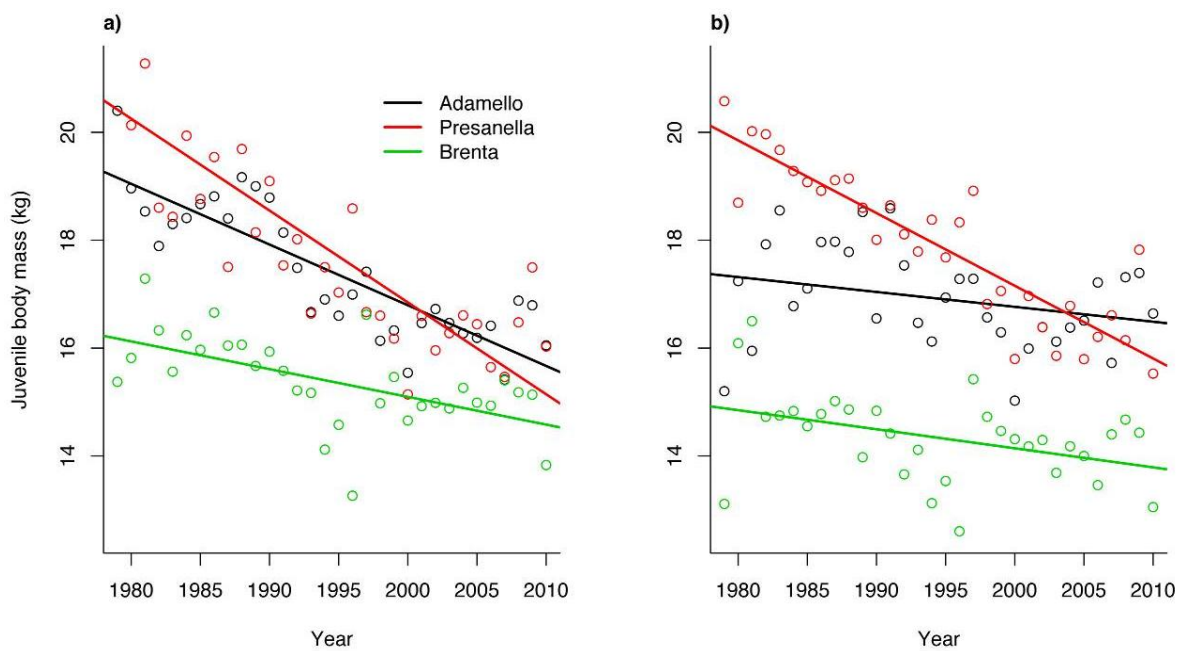 a)
Juvenile body mass (kg)
20
18
16
14
Adamello
Presanella
Brenta
1980 1985 1990 1995 2000 2005 2010
Year
b)
20
18
16
14
1980 1985 1990 1995 2000 2005 2010
Year